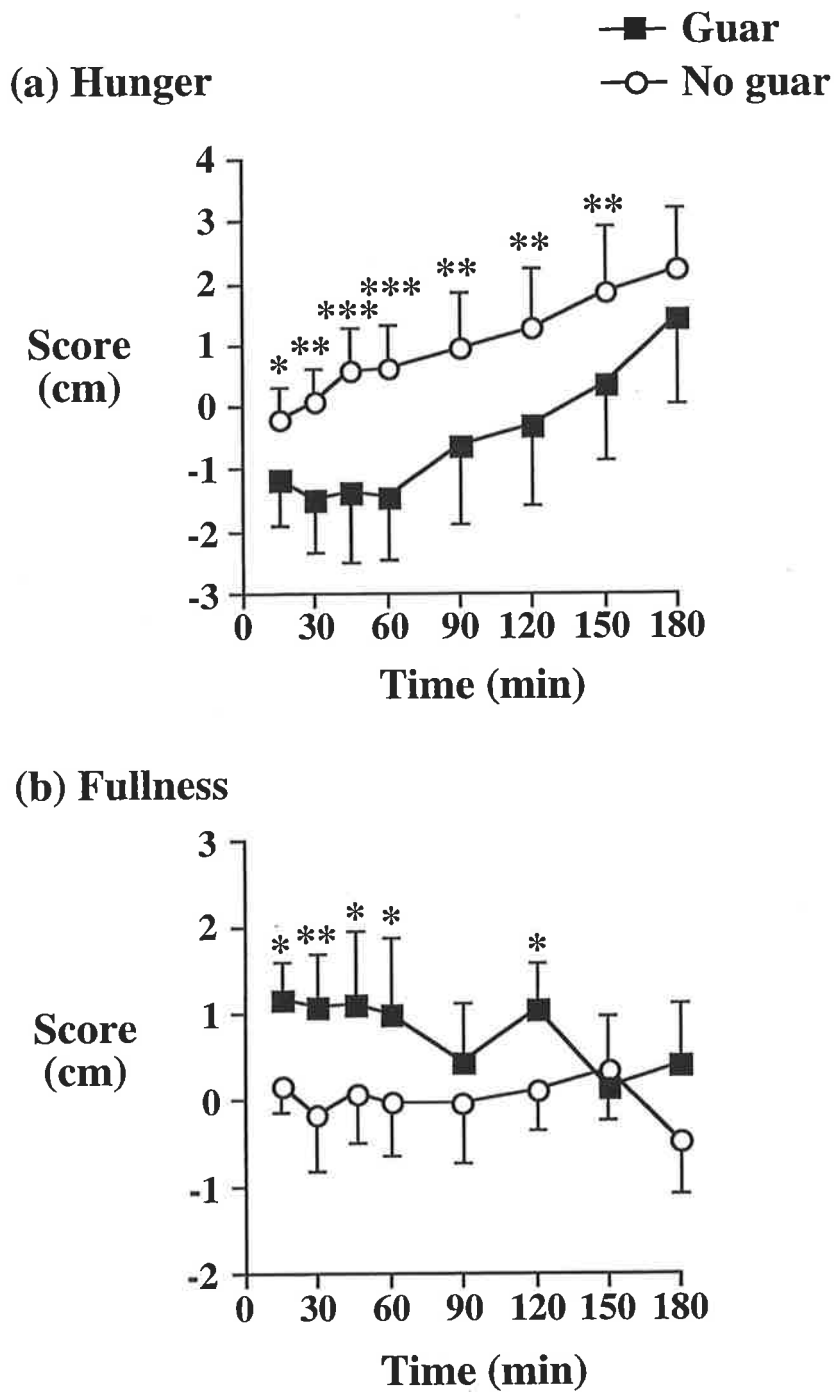 Guar
(a) Hunger
No guar
4
3
2
1
0
-1
-2
-3
Score
(cm)
*
**
***
***
**
**
**
0 30 60 90 120 150 180
Time (min)
(b) Fullness
3
2
1
0
-1
-2
Score
(cm)
*
**
*
*
*
0 30 60 90 120 150 180
Time (min)